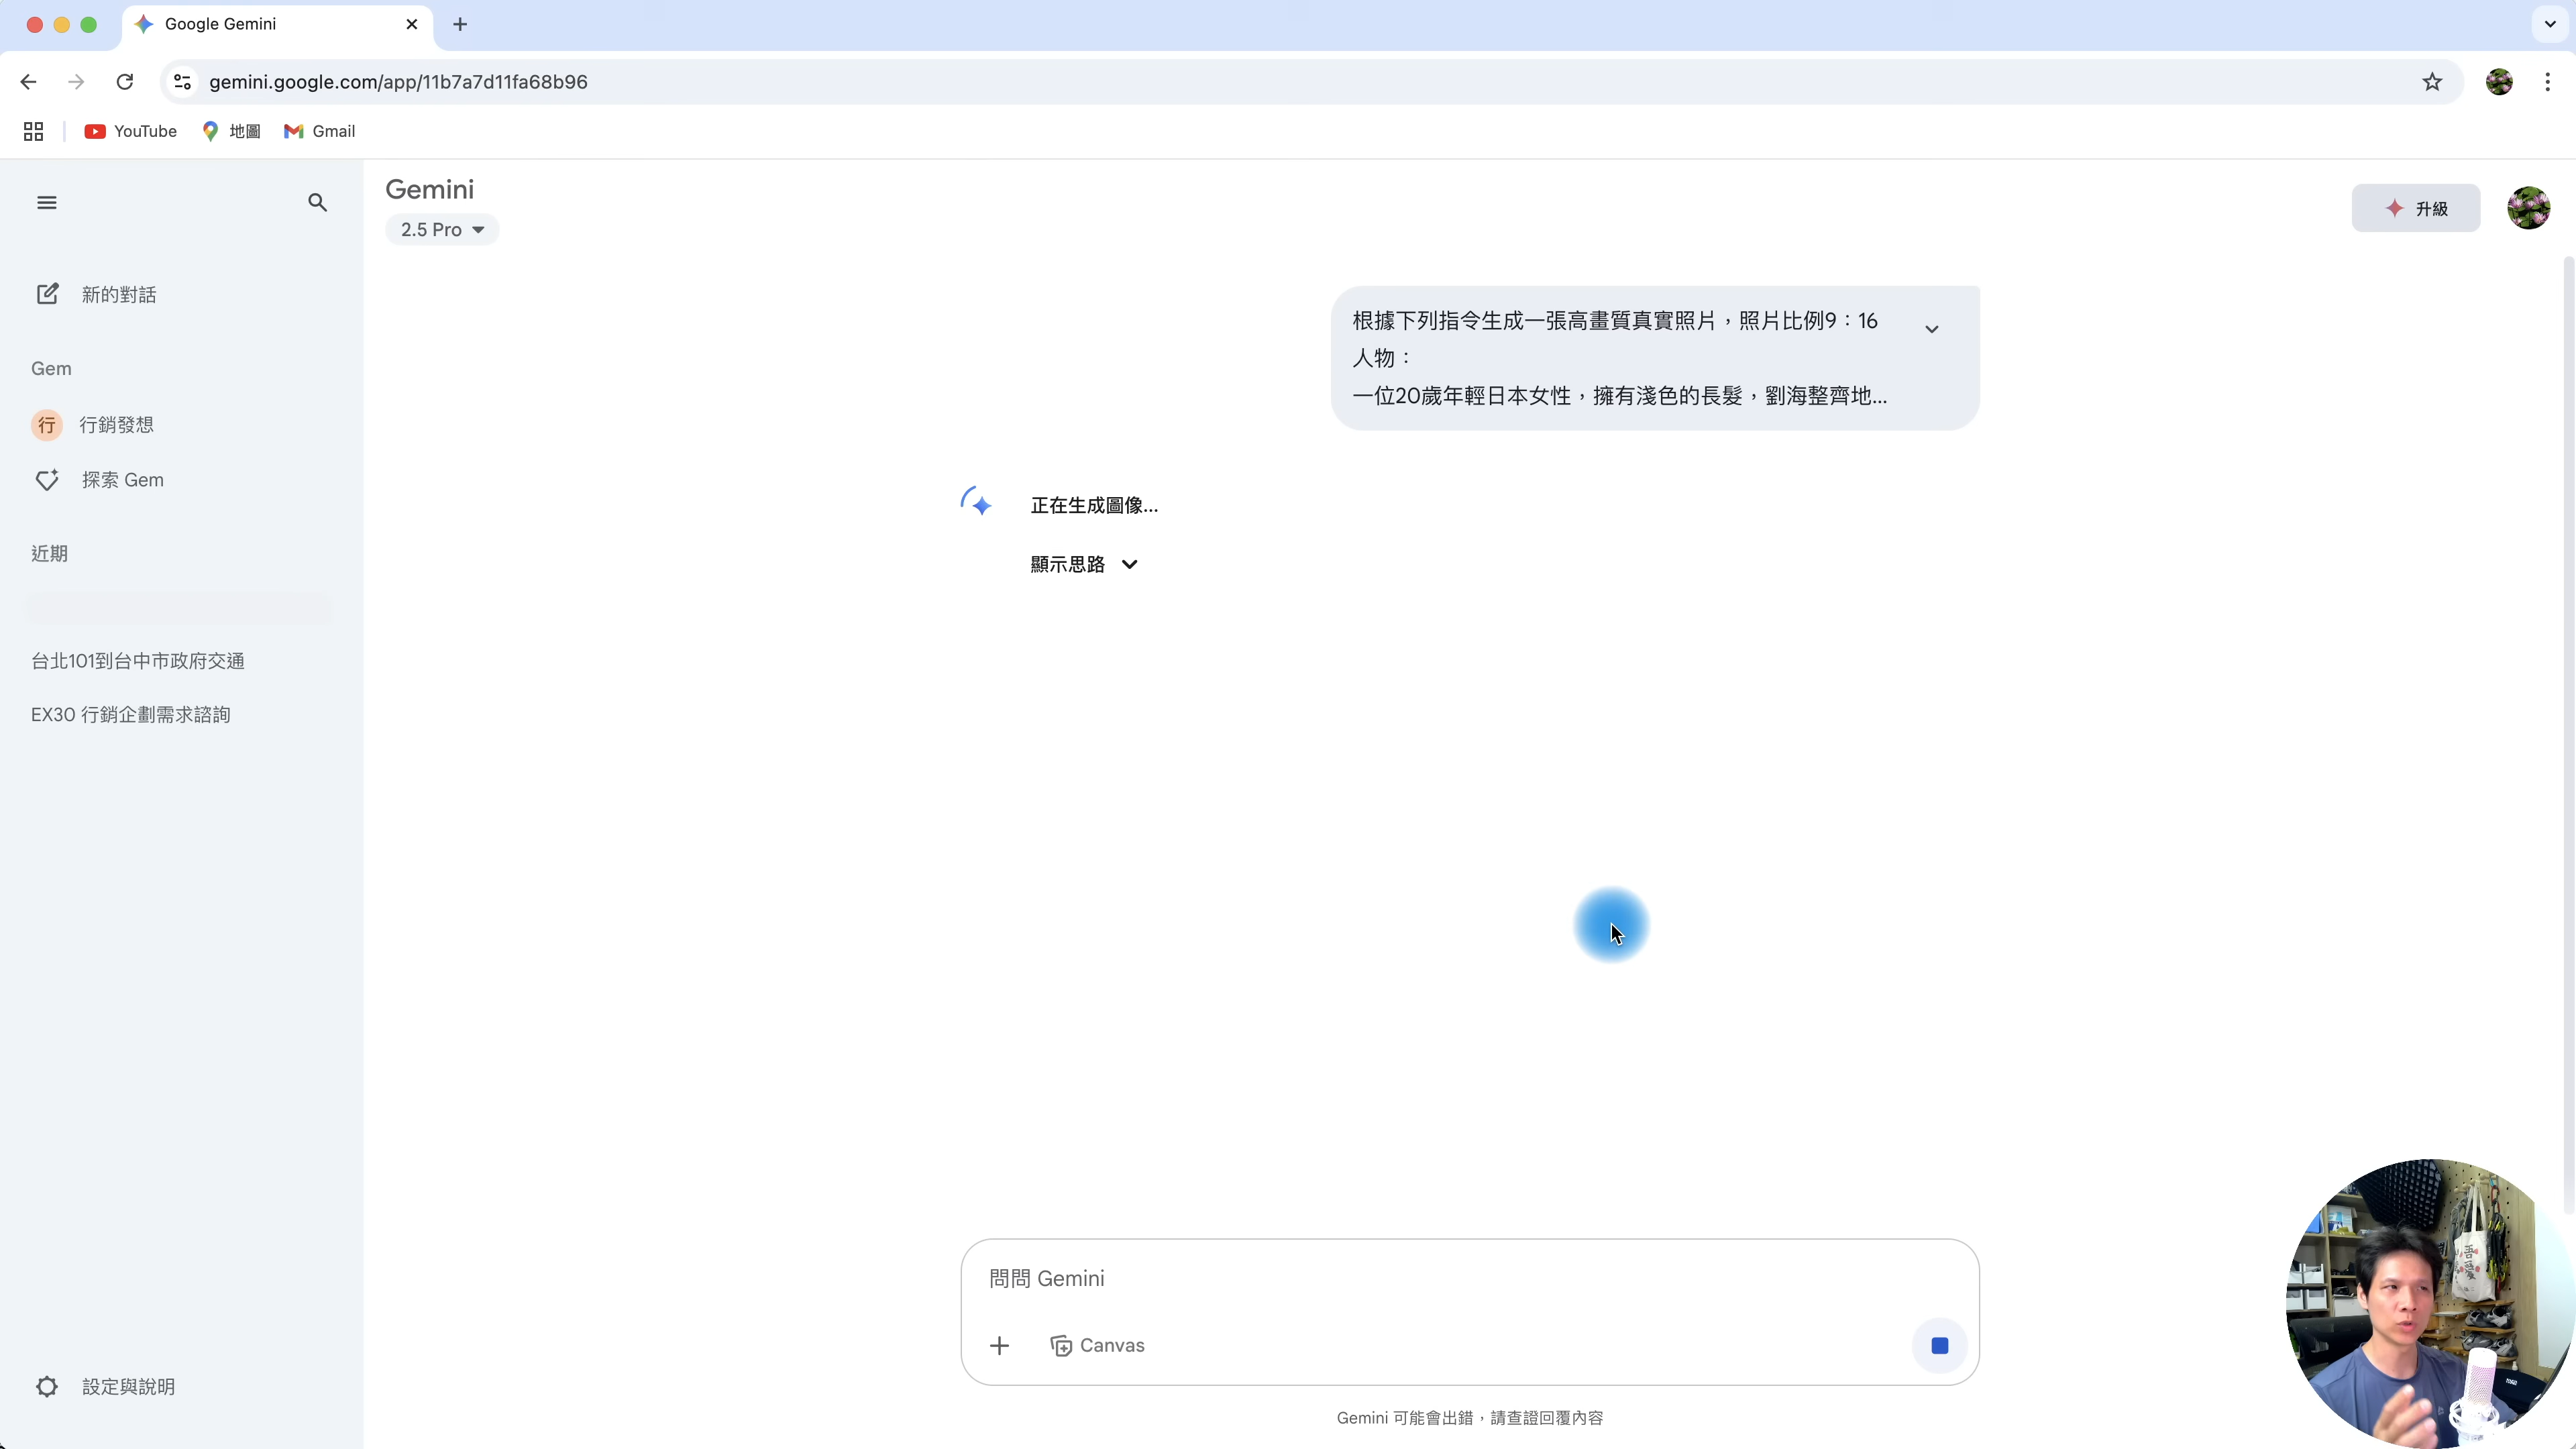 Google Gemini
gemini.google.com/app/11b7a7d11fa68b96
YouTube
地圖
Gmail
Gemini
2.5 Pro
升級
新的對話
Gem
行 行銷發想
探索 Gem
近期
台北101到台中市政府交通
EX30 行銷企劃需求諮詢
設定與說明
根據下列指令生成一張高畫質真實照片，照片比例9：16
人物：
一位20歲年輕日本女性，擁有淺色的長髮，劉海整齊地...
正在生成圖像...
顯示思路
問問 Gemini
Canvas
Gemini 可能會出錯，請查證回覆內容